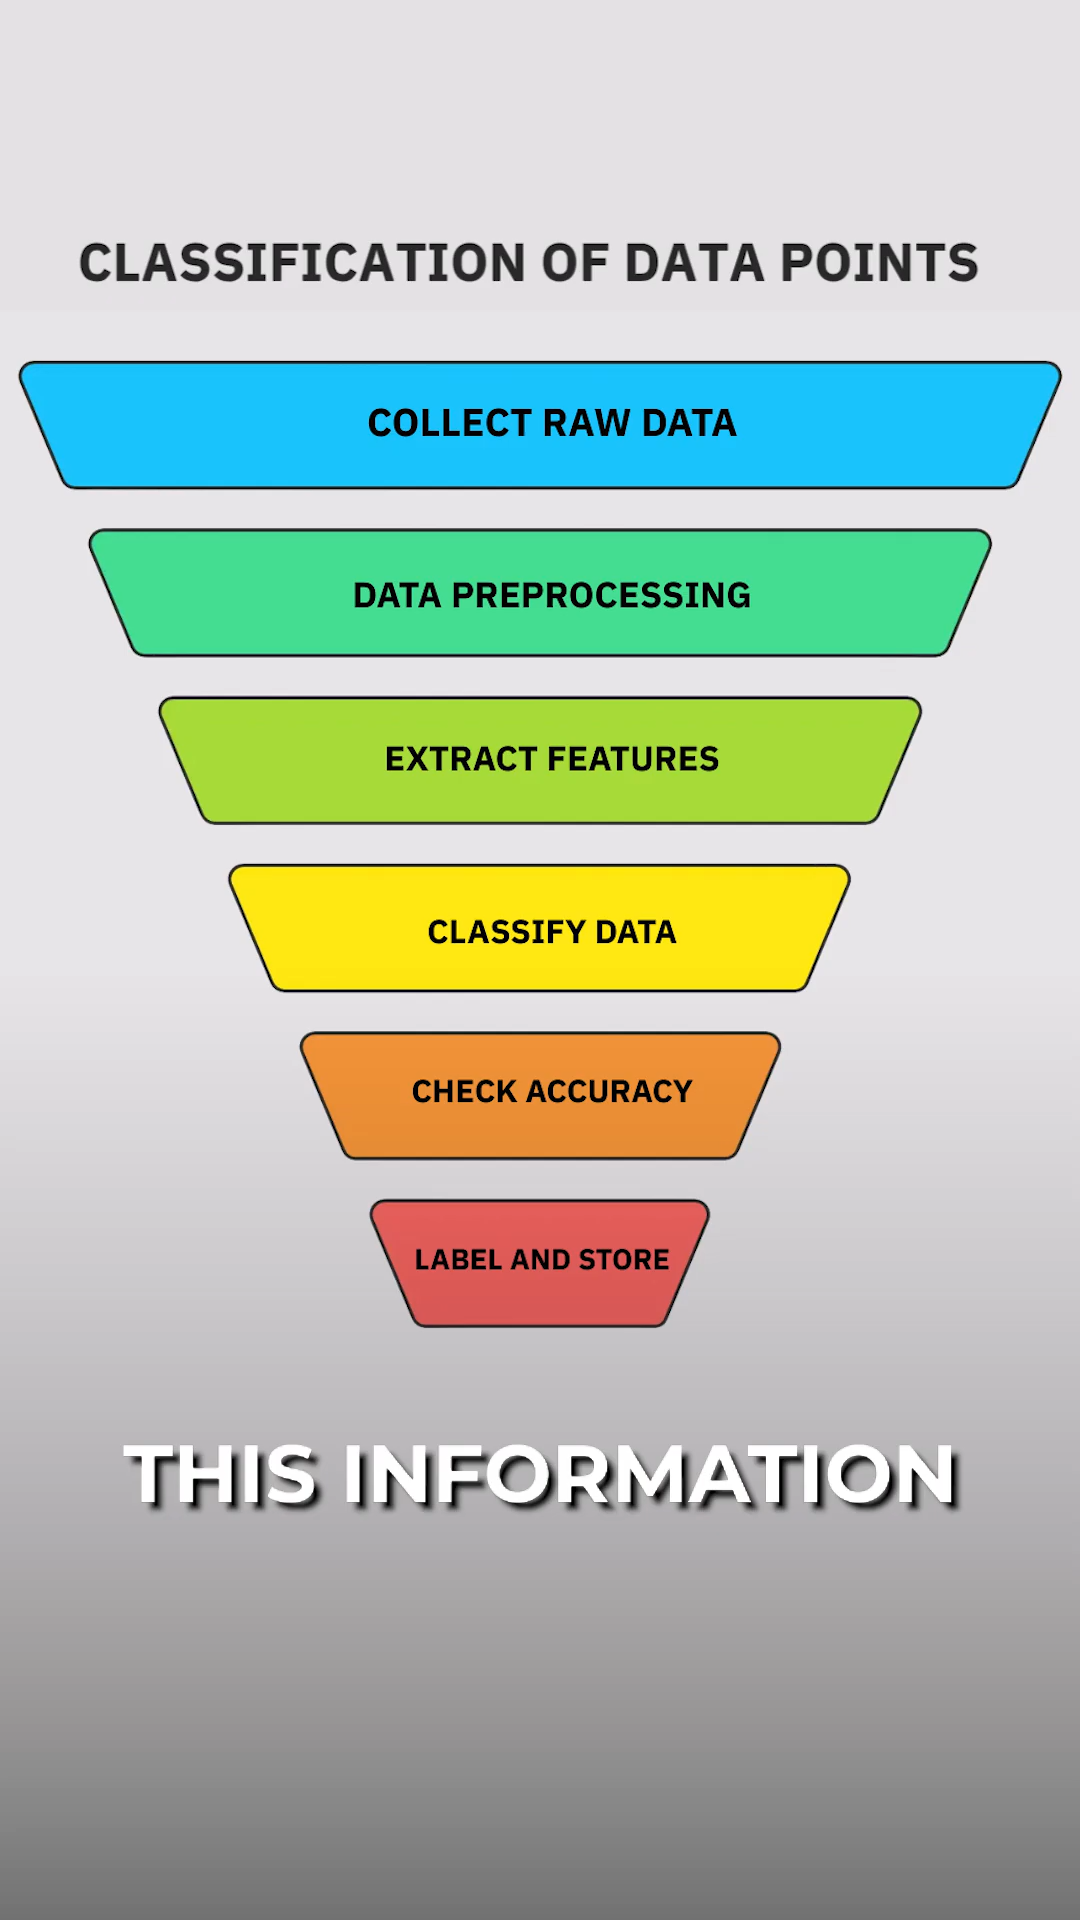 CLASSIFICATION OF DATA POINTS
COLLECT RAW DATA
DATA PREPROCESSING
EXTRACT FEATURES
CLASSIFY DATA
CHECK ACCURACY
LABEL AND STORE
THIS INFORMATION